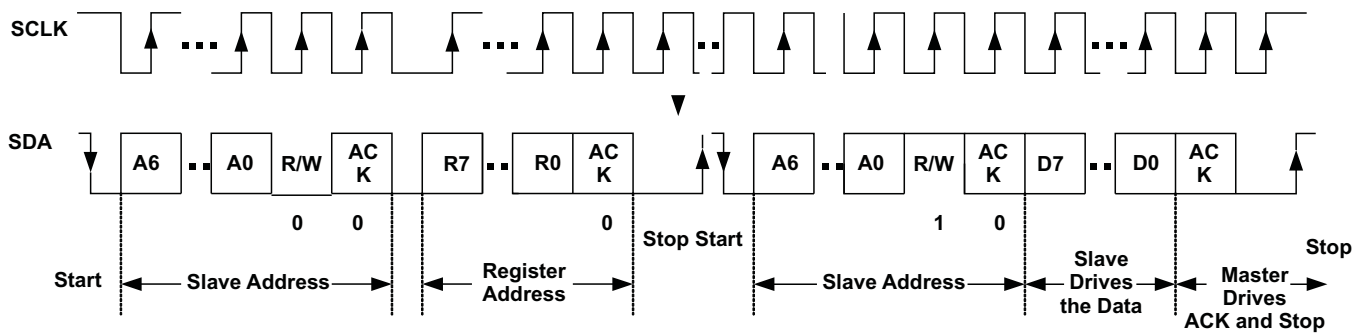 SCLK
SDA
A6
A0
R/W
AC
K
R7
R0
AC
K
A6
A0
R/W
AC
K
D7
D0
AC
K
0
0
0
1
0
Stop Start
Stop
Start
Slave Address
Register
Address
Slave Address
Slave
Drives
the Data
Master
Drives
ACK and Stop